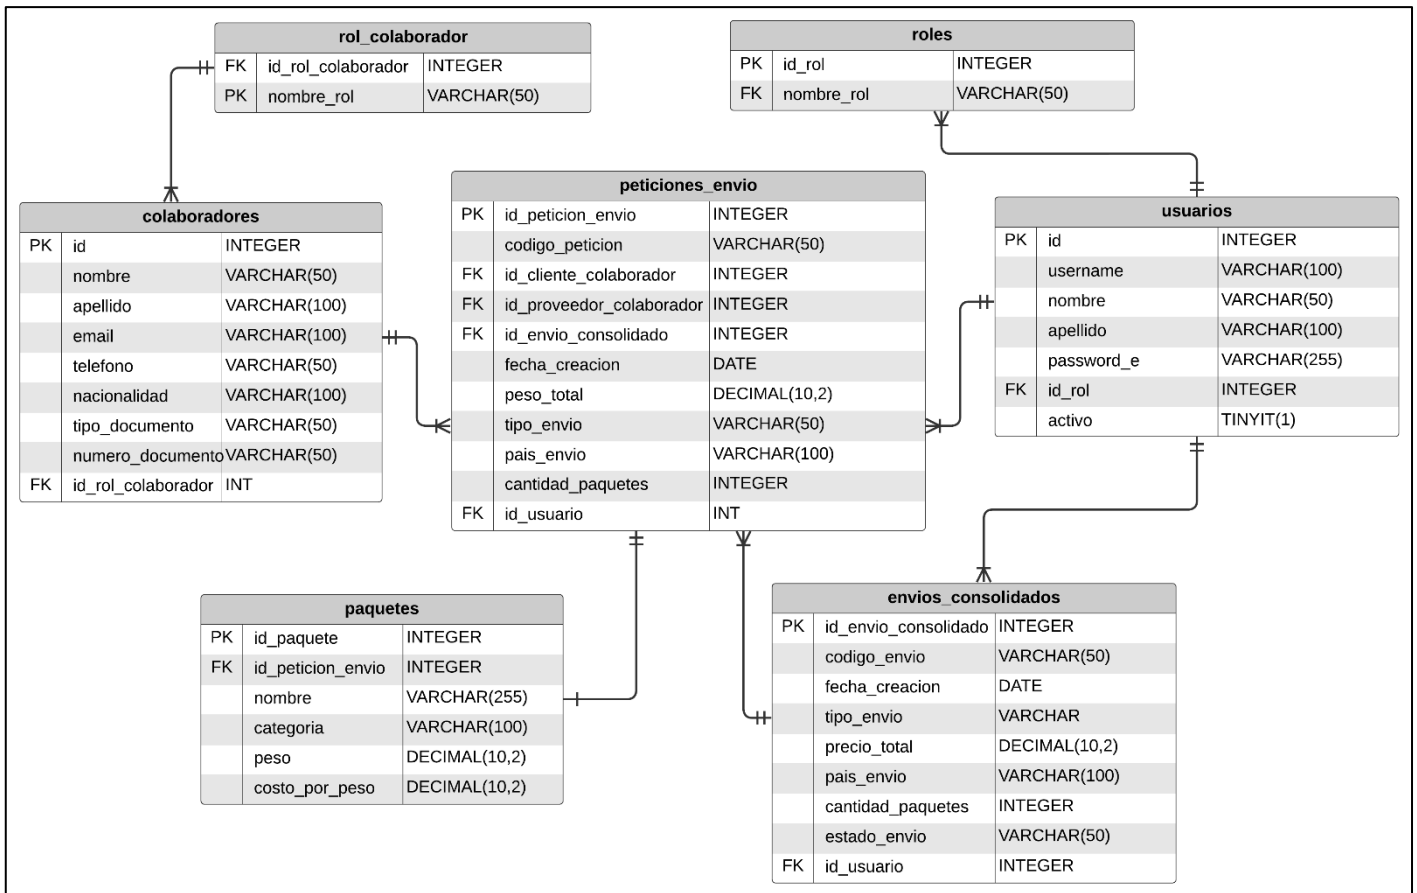 rol_colaborador
FK id_rol_colaborador INTEGER
PK nombre_rol VARCHAR(50)
roles
PK id_rol INTEGER
FK nombre_rol VARCHAR(50)
colaboradores
PK id INTEGER
nombre VARCHAR(50)
apellido VARCHAR(100)
email VARCHAR(100)
telefono VARCHAR(50)
nacionalidad VARCHAR(100)
tipo_documento VARCHAR(50)
numero_documento VARCHAR(50)
FK id_rol_colaborador INT
peticiones_envio
PK id_peticion_envio INTEGER
codigo_peticion VARCHAR(50)
FK id_cliente_colaborador INTEGER
FK id_proveedor_colaborador INTEGER
FK id_envio_consolidado INTEGER
fecha_creacion DATE
peso_total DECIMAL(10,2)
tipo_envio VARCHAR(50)
pais_envio VARCHAR(100)
cantidad_paquetes INTEGER
FK id_usuario INT
usuarios
PK id INTEGER
username VARCHAR(100)
nombre VARCHAR(50)
apellido VARCHAR(100)
password_e VARCHAR(255)
FK id_rol INTEGER
activo TINYIT(1)
paquetes
PK id_paquete INTEGER
FK id_peticion_envio INTEGER
nombre VARCHAR(255)
categoria VARCHAR(100)
peso DECIMAL(10,2)
costo_por_peso DECIMAL(10,2)
envios_consolidados
PK id_envio_consolidado INTEGER
codigo_envio VARCHAR(50)
fecha_creacion DATE
tipo_envio VARCHAR
precio_total DECIMAL(10,2)
pais_envio VARCHAR(100)
cantidad_paquetes INTEGER
estado_envio VARCHAR(50)
FK id_usuario INTEGER